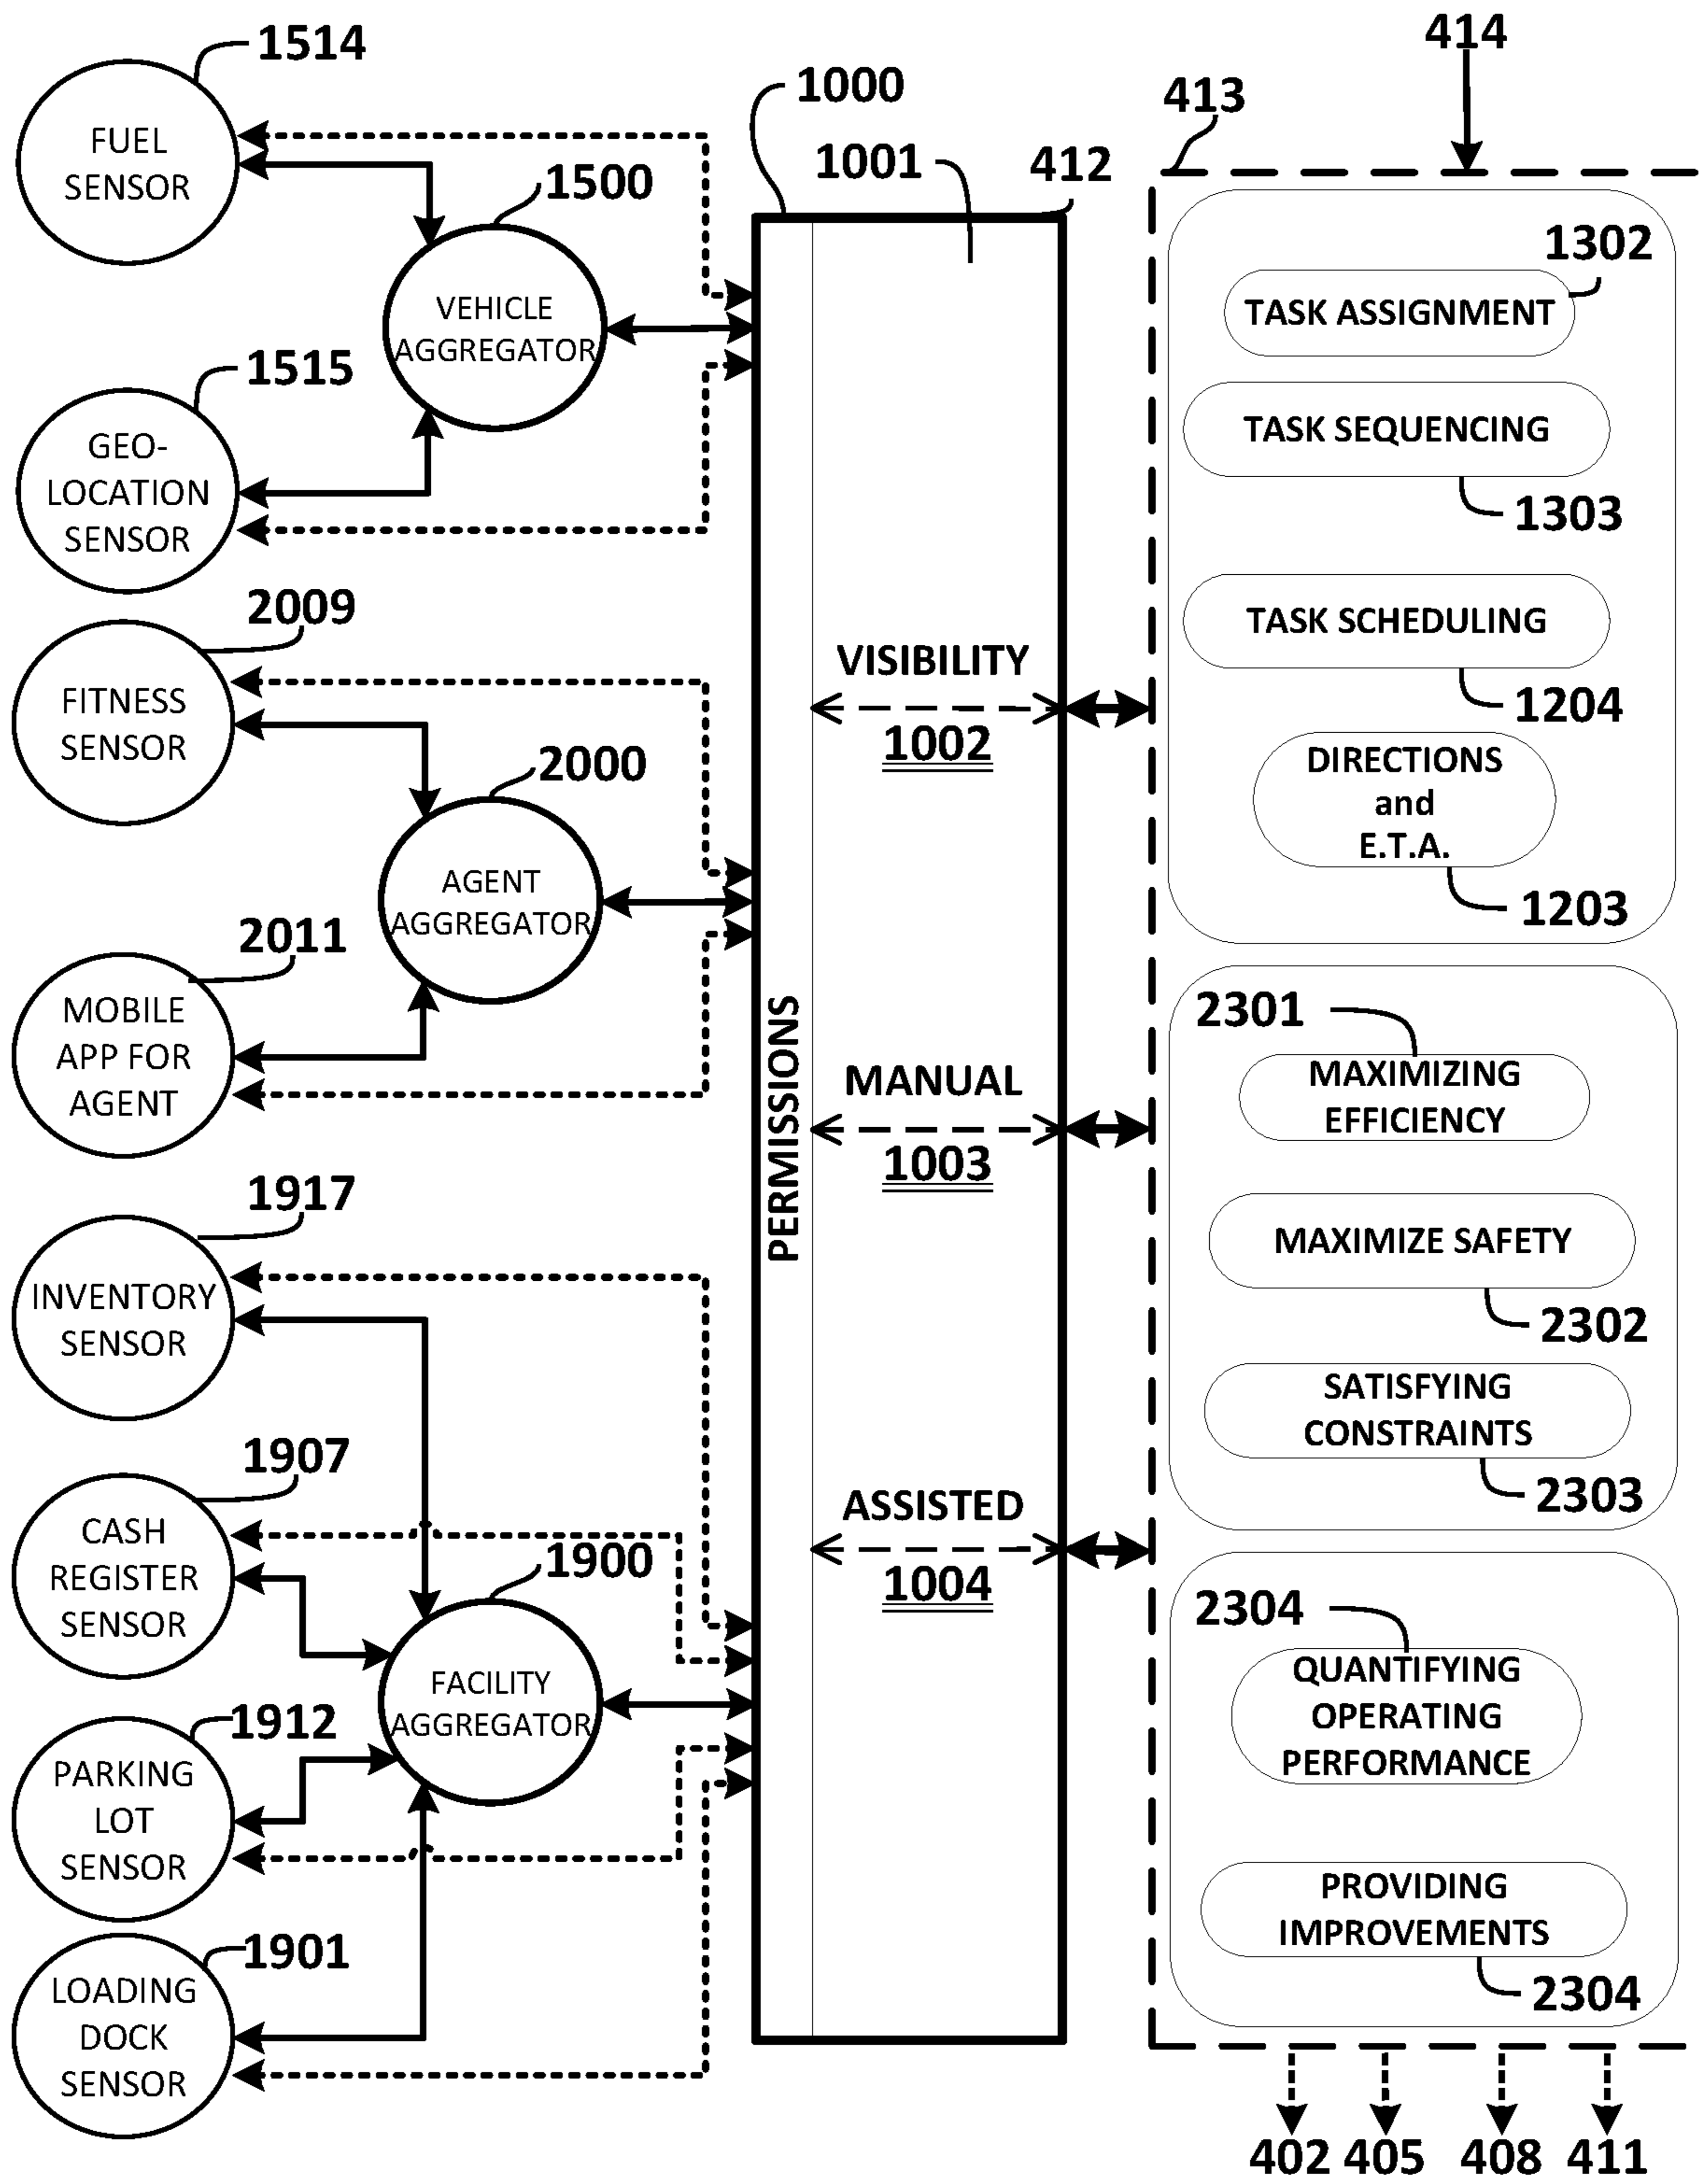 1514
FUEL
SENSOR
1500
VEHICLE
AGGREGATOR
1515
GEO-
LOCATION
SENSOR
2009
FITNESS
SENSOR
2000
AGENT
AGGREGATOR
2011
MOBILE
APP FOR
AGENT
1917
INVENTORY
SENSOR
1907
CASH
REGISTER
SENSOR
1900
FACILITY
AGGREGATOR
1912
PARKING
LOT
SENSOR
1901
LOADING
DOCK
SENSOR
1000
1001
412
PERMISSIONS
VISIBILITY
1002
MANUAL
1003
ASSISTED
1004
414
413
1302
TASK ASSIGNMENT
TASK SEQUENCING
1303
TASK SCHEDULING
1204
DIRECTIONS
and
E.T.A.
1203
2301
MAXIMIZING
EFFICIENCY
MAXIMIZE SAFETY
2302
SATISFYING
CONSTRAINTS
2303
2304
QUANTIFYING
OPERATING
PERFORMANCE
PROVIDING
IMPROVEMENTS
2304
402 405 408 411